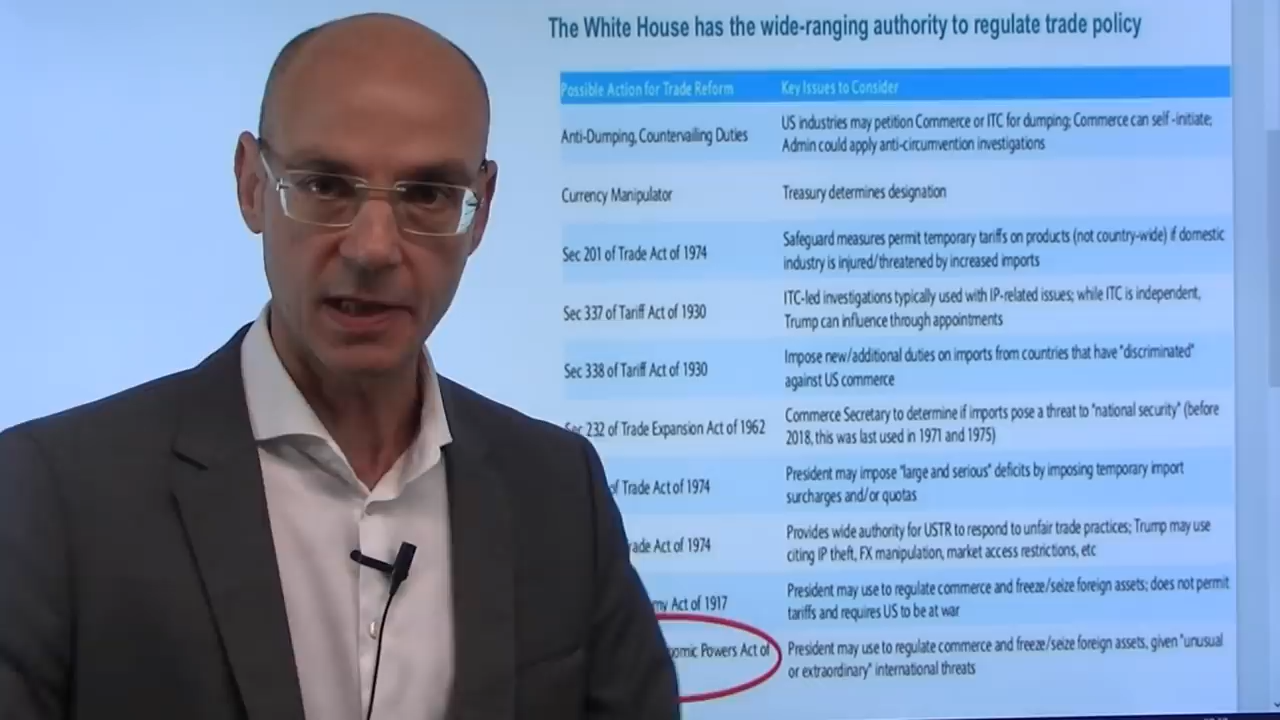 The White House has the wide-ranging authority to regulate trade policy
Possible Action for Trade Reform Key Issues to Consider
Anti-Dumping, Countervailing Duties
US industries may petition Commerce or ITC for dumping; Commerce can self-initiate;
Admin could apply anti-circumvention investigations
Currency Manipulator
Treasury determines designation
Sec 201 of Trade Act of 1974
Safeguard measures permit temporary tariffs on products (not country-wide) if domestic
industry is injured/threatened by increased imports
Sec 337 of Tariff Act of 1930
ITC-led investigations typically used with IP-related issues; while ITC is independent,
Trump can influence through appointments
Sec 338 of Tariff Act of 1930
Impose new/additional duties on imports from countries that have "discriminated"
against US commerce
Sec 232 of Trade Expansion Act of 1962
Commerce Secretary to determine if imports pose a threat to "national security" (before
2018, this was last used in 1971 and 1975)
of Trade Act of 1974
President may impose "large and serious" deficits by imposing temporary import
surcharges and/or quotas
rade Act of 1974
Provides wide authority for USTR to respond to unfair trade practices; Trump may use
citing IP theft, FX manipulation, market access restrictions, etc
my Act of 1917
President may use to regulate commerce and freeze/seize foreign assets; does not permit
tariffs and requires US to be at war
omic Powers Act of
President may use to regulate commerce and freeze/seize foreign assets, given "unusual
or extraordinary" international threats